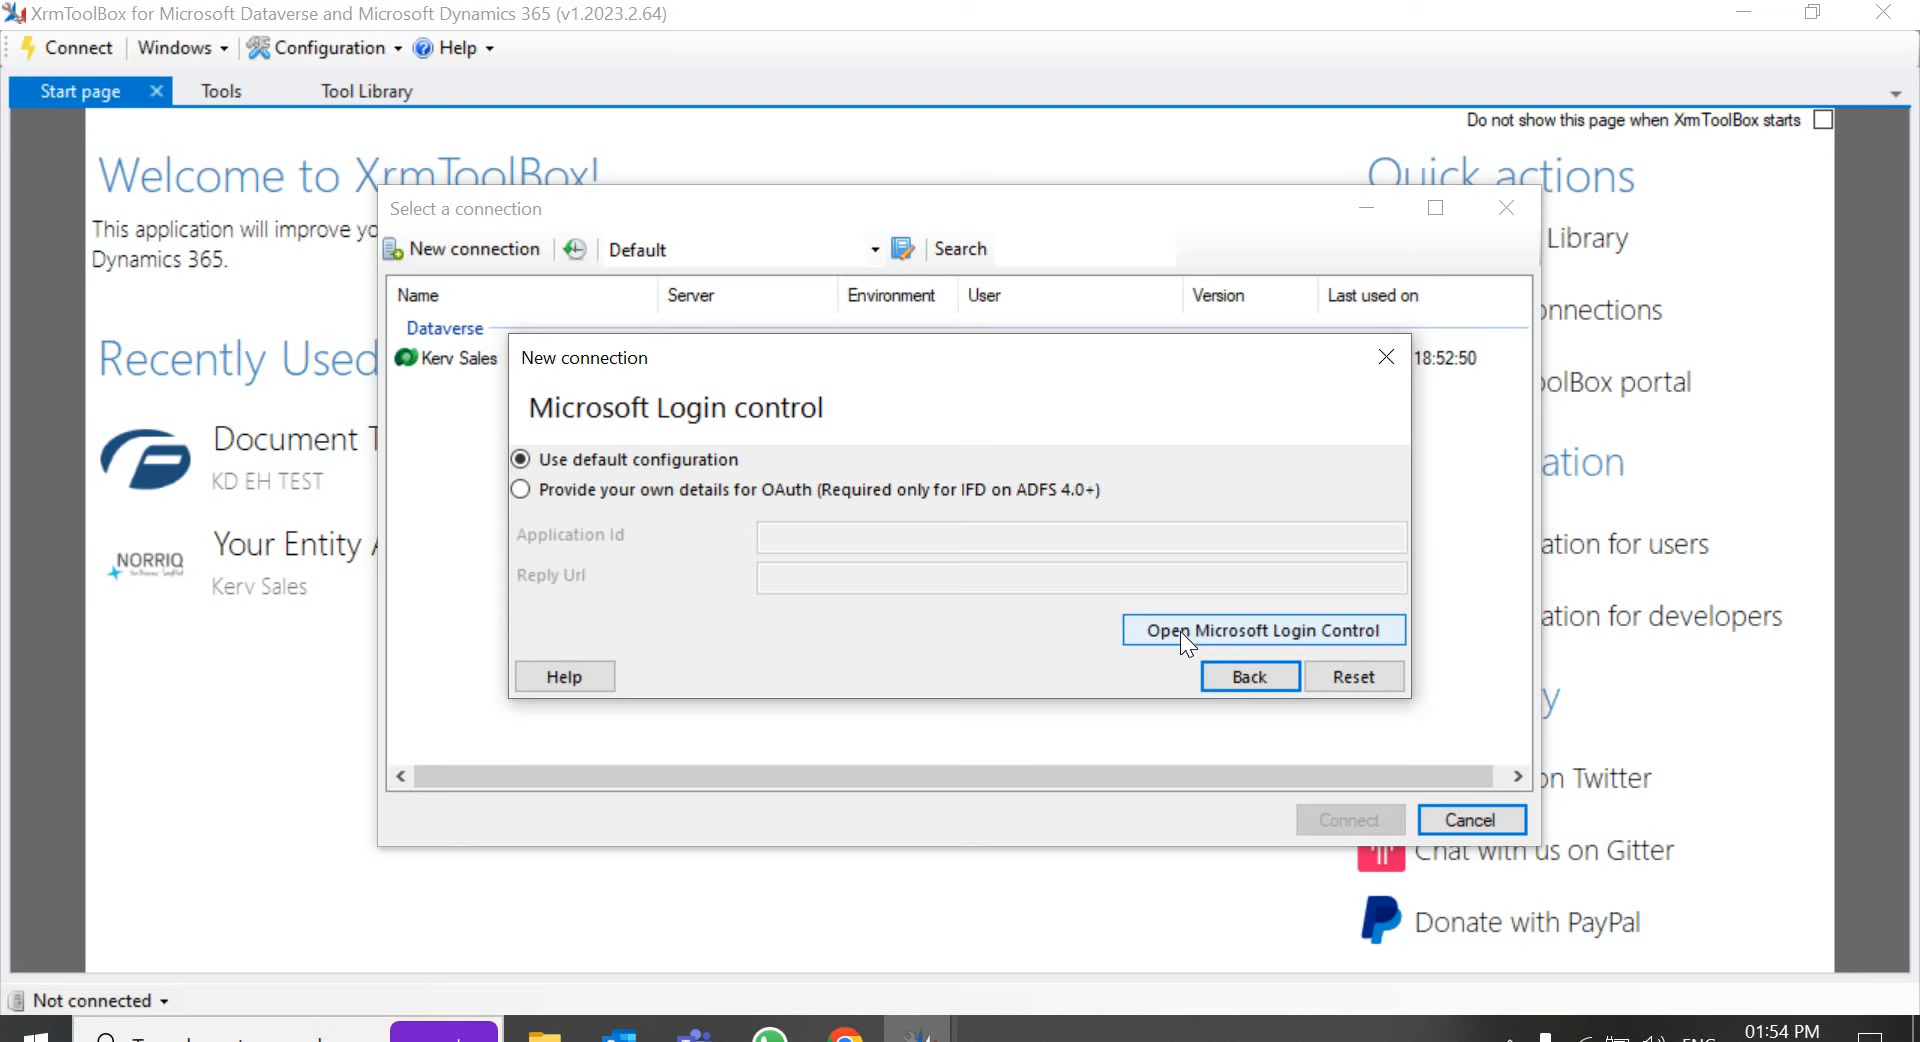 XrmToolBox for Microsoft Dataverse and Microsoft Dynamics 365 (v1.2023.2.64)
Connect Windows Configuration Help
Start page Tools Tool Library
Do not show this page when XrmToolBox starts
Welcome to XrmToolBox!
Quick actions
This application will improve yo
Dynamics 365.
Select a connection
New connection Default Search
Library
Name Server Environment User Version Last used on
Dataverse
Kerv Sales 18:52:50
onnections
oolBox portal
Recently Used
Document T
KD EH TEST
Your Entity A
Kerv Sales
NORRIQ
New connection
Microsoft Login control
Use default configuration
Provide your own details for OAuth (Required only for IFD on ADFS 4.0+)
Application Id
Reply Url
Open Microsoft Login Control
Help Back Reset
ation
ation for users
ation for developers
y
on Twitter
Connect Cancel
Chat with us on Gitter
Donate with PayPal
Not connected
01:54 PM
ENG